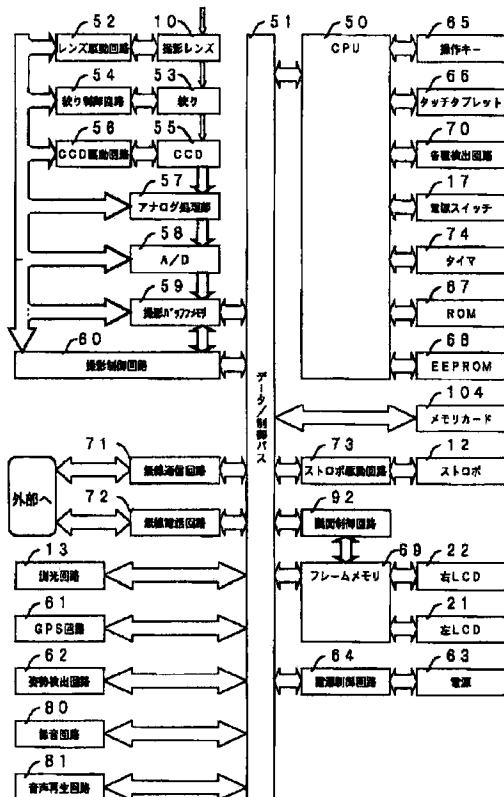 52
10
51
50
65
レンズ駆動回路
撮影レンズ
CPU
操作キー
54
53
66
絞り制御回路
絞り
タッチタブレット
56
55
70
CCD駆動回路
CCD
各種検出回路
57
17
アナログ処理部
電源スイッチ
58
74
A/D
タイマ
59
67
撮影バッファメモリ
ROM
60
68
撮影制御回路
EEPROM
データ/制御バス
104
メモリカード
71
73
12
無線通信回路
ストロボ駆動回路
ストロボ
外部へ
72
92
無線電話回路
画面制御回路
13
69
22
測光回路
フレームメモリ
右LCD
61
21
GPS回路
左LCD
62
64
63
姿勢検出回路
電源制御回路
電源
80
録音回路
81
音声再生回路